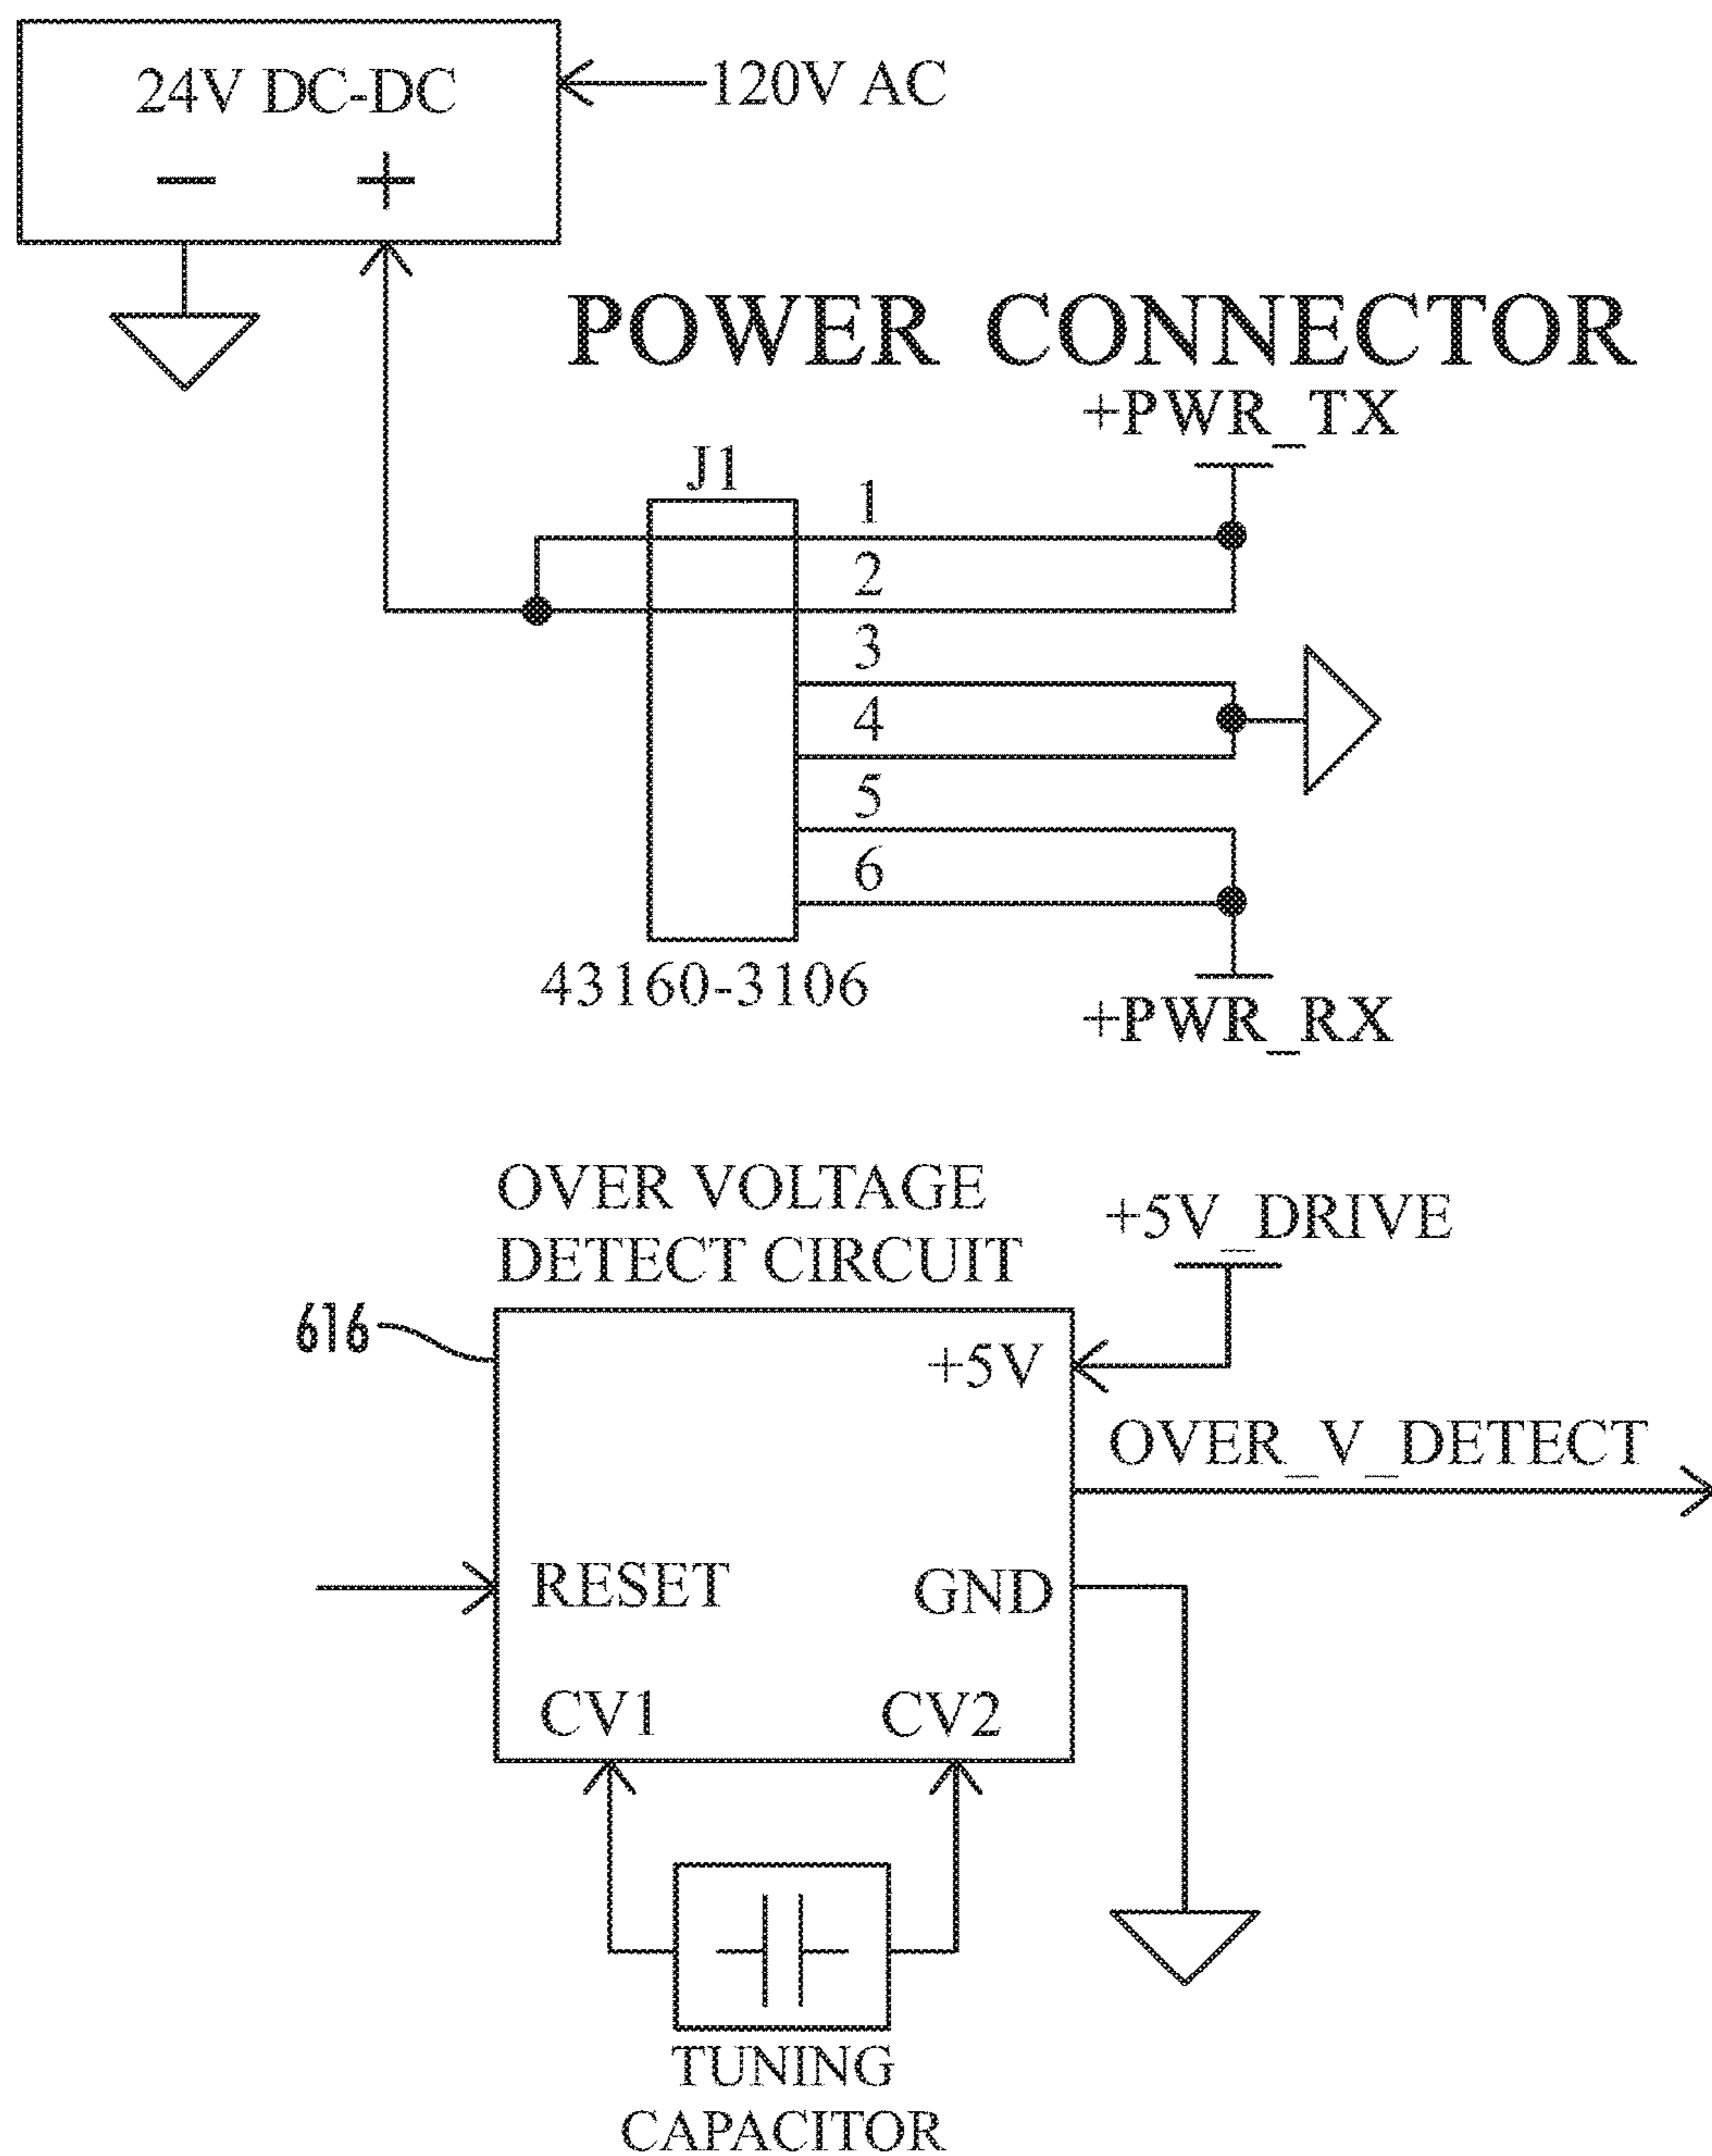 24V DC-DC
120V AC
− +
POWER CONNECTOR
+PWR_TX
J1
1
2
3
4
5
6
43160-3106
+PWR_RX
OVER VOLTAGE
DETECT CIRCUIT
+5V_DRIVE
616
+5V
OVER_V_DETECT
RESET GND
CV1 CV2
TUNING
CAPACITOR